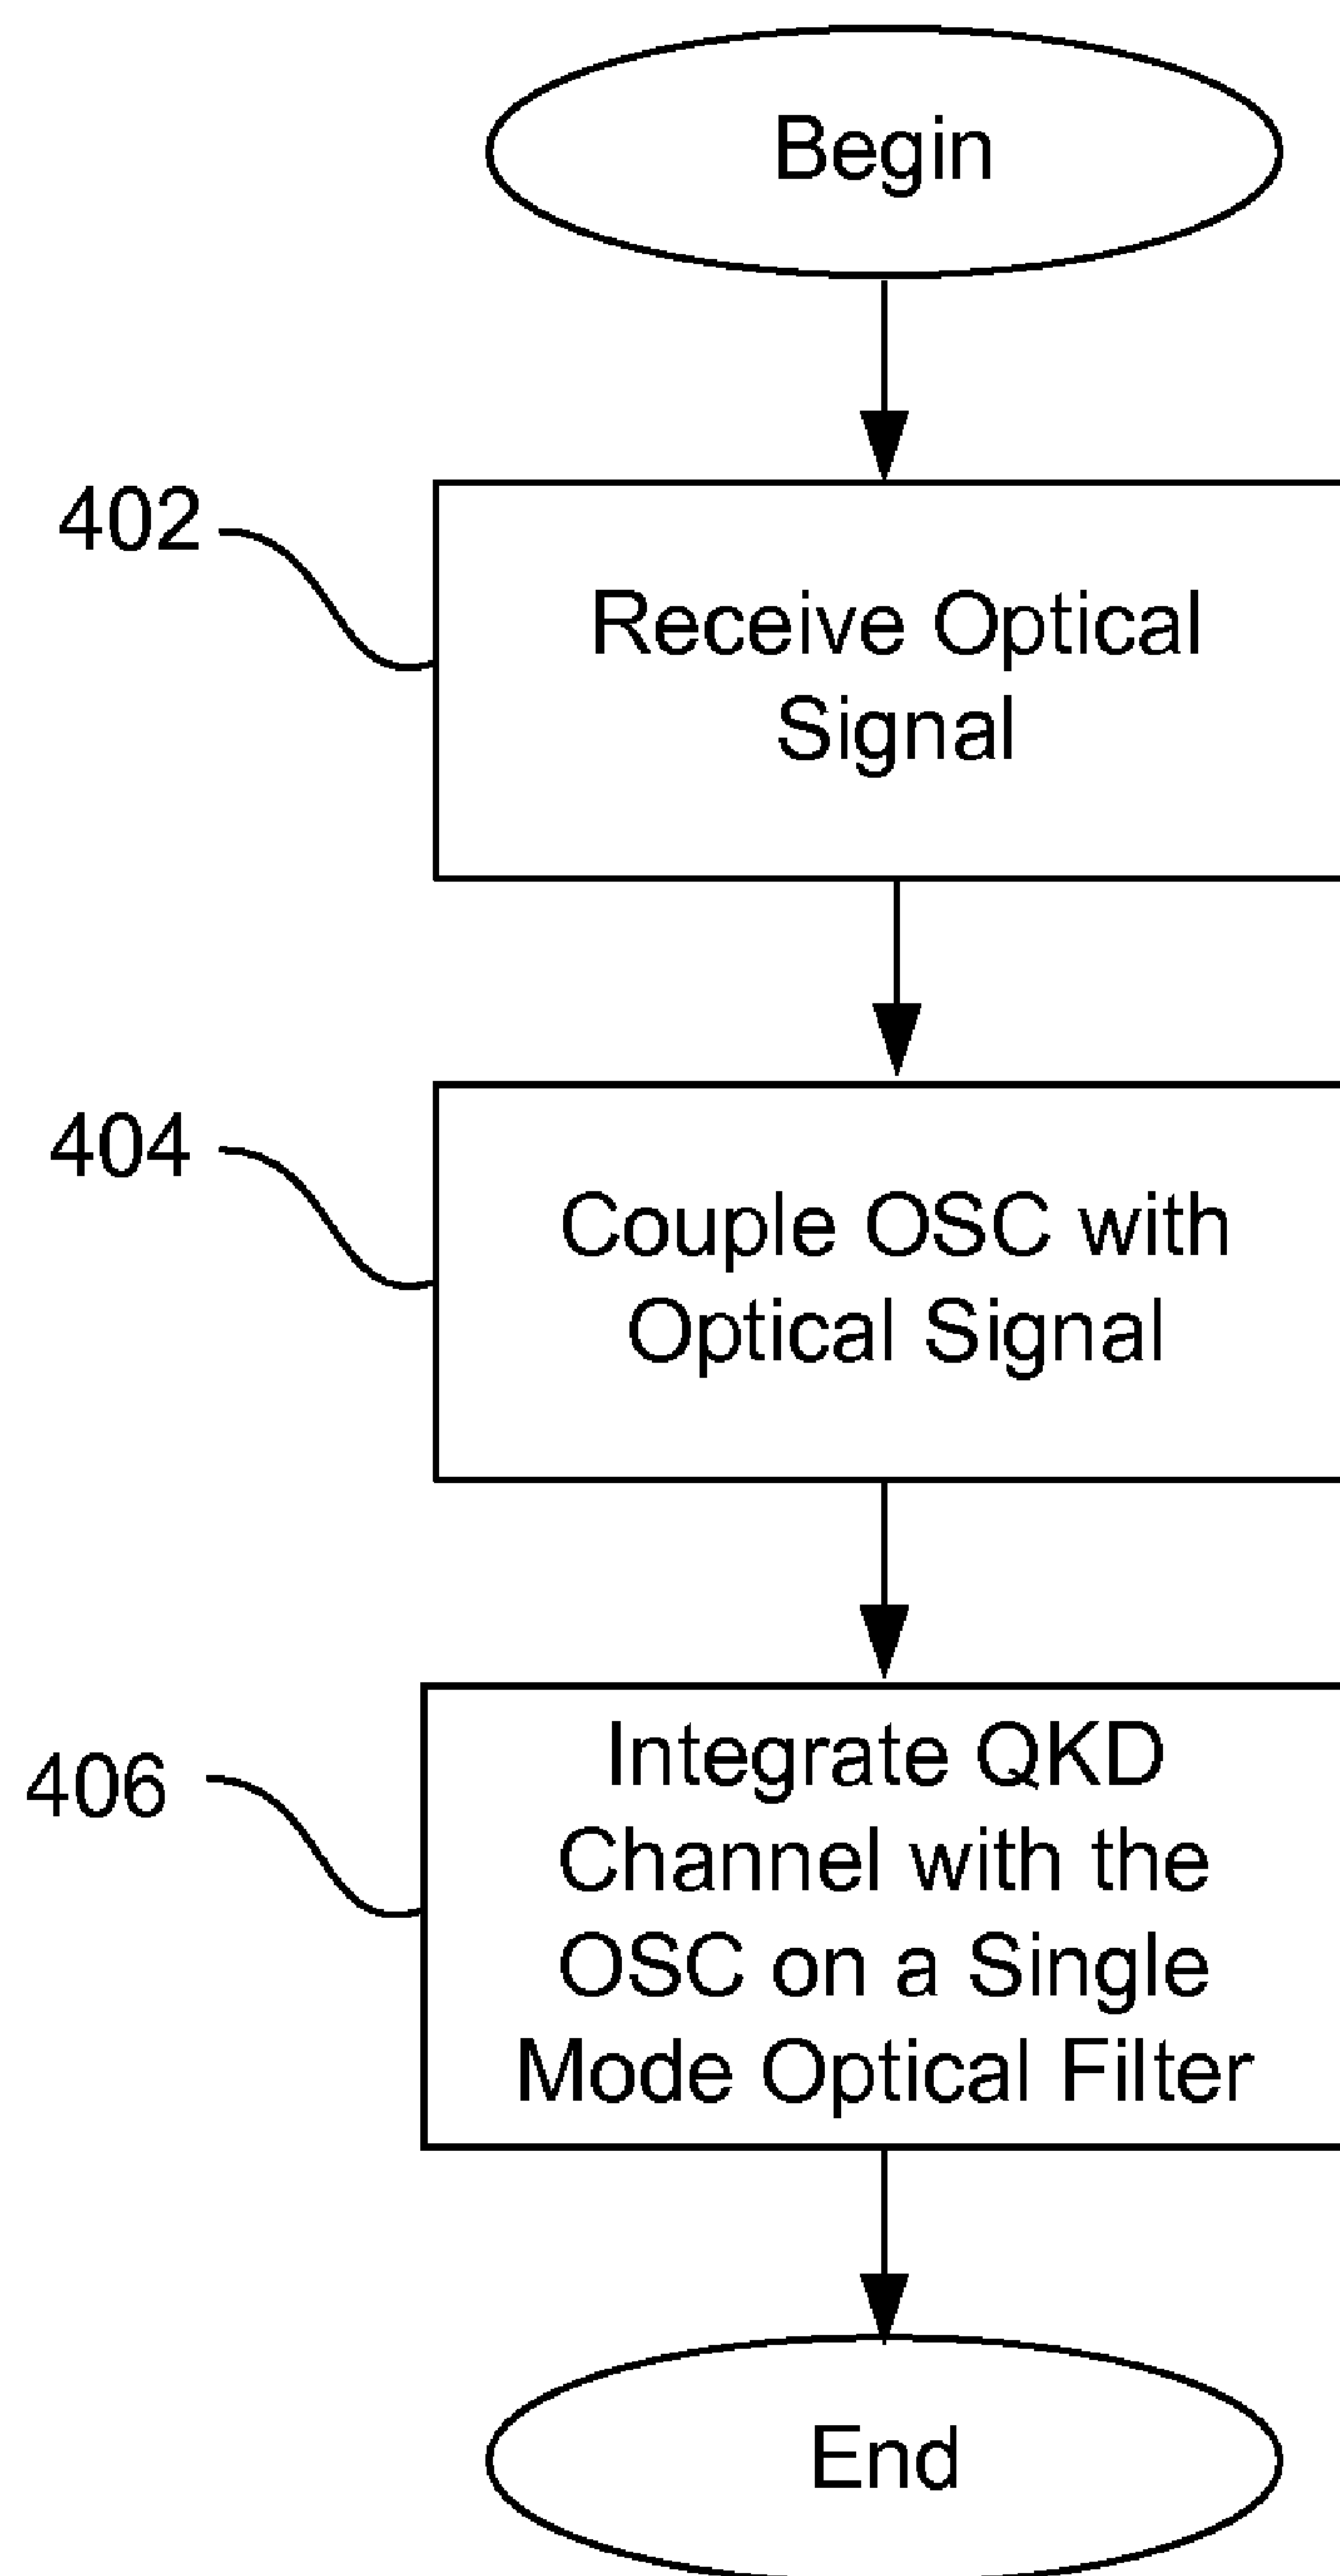 Begin
402
Receive Optical
Signal
404
Couple OSC with
Optical Signal
406
Integrate QKD
Channel with the
OSC on a Single
Mode Optical Filter
End